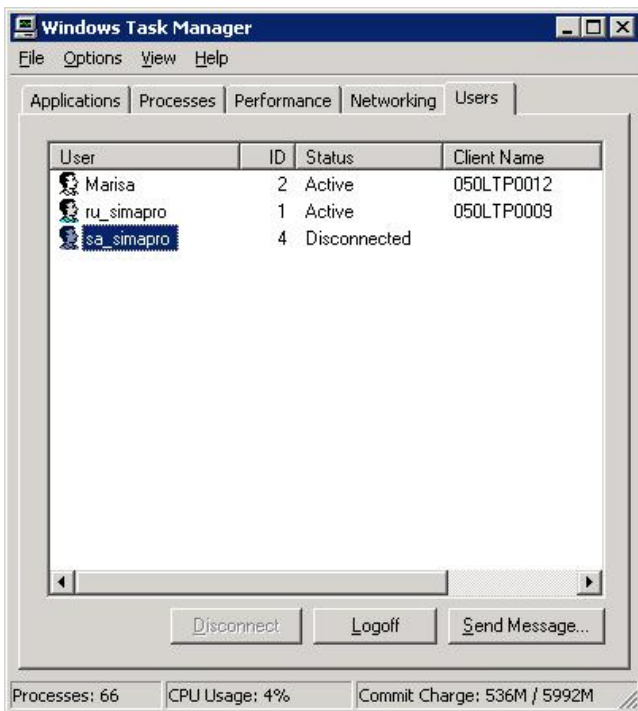 Windows Task Manager
File Options View Help
Applications Processes Performance Networking Users
User ID Status Client Name
Marisa 2 Active 050LTP0012
ru_simapro 1 Active 050LTP0009
sa_simapro 4 Disconnected
Disconnect Logoff Send Message...
Processes: 66 CPU Usage: 4% Commit Charge: 536M / 5992M